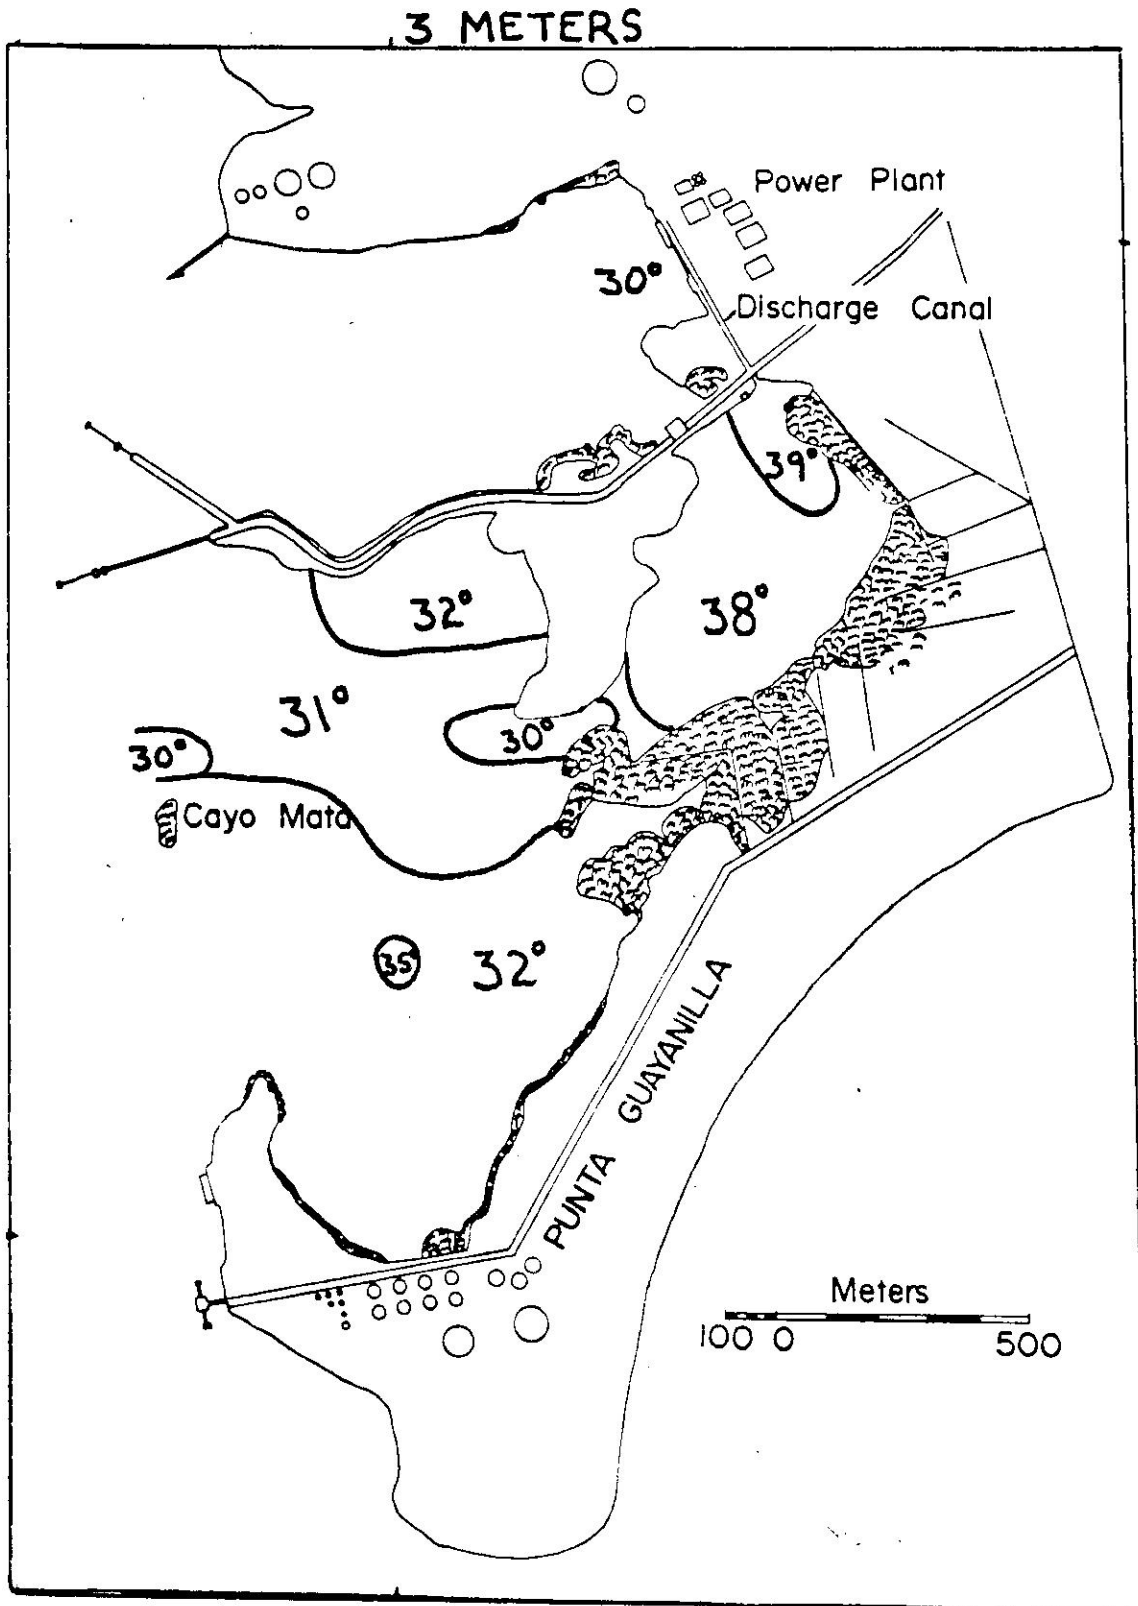 3 METERS
Power Plant
30°
Discharge Canal
39°
32°
38°
31°
30°
30°
Cayo Mata
35°
32°
PUNTA GUAYANILLA
Meters
100 0 500